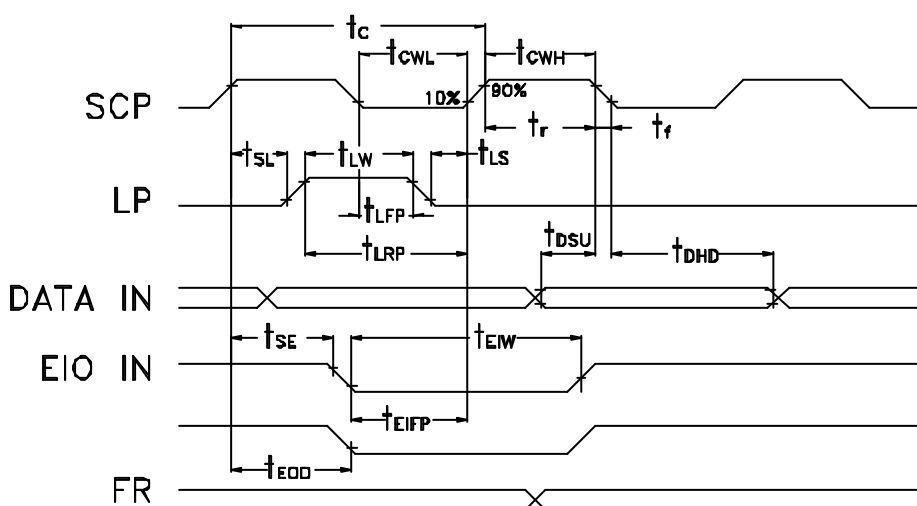 tC
tCWL
tCWH
SCP
10%
90%
tr
tf
tSL
tLW
tLS
LP
tLFP
tLRP
tDSU
tDHD
DATA IN
tSE
tEIW
EIO IN
tEIFP
tEOD
FR